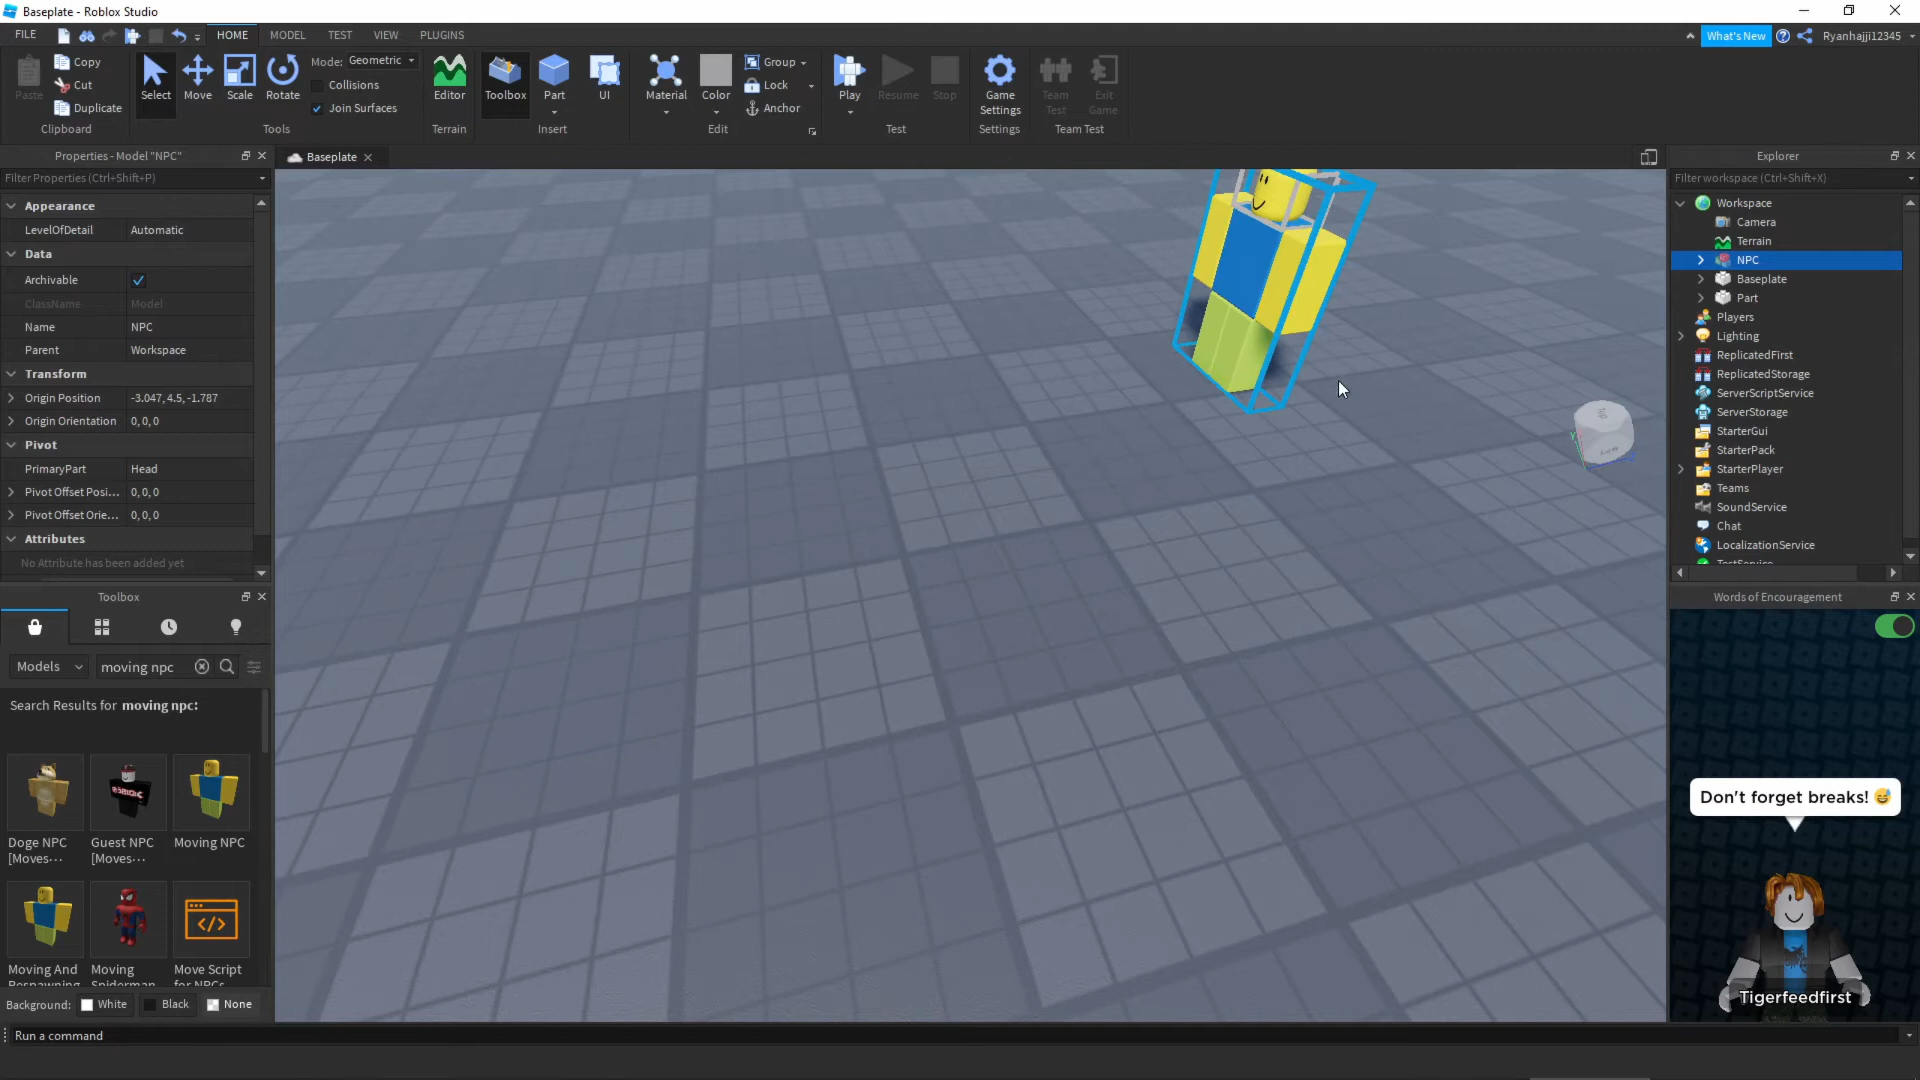 Baseplate - Roblox Studio
FILE
HOME
MODEL
TEST
VIEW
PLUGINS
What's New
Ryanhajji12345
Paste
Copy
Cut
Duplicate
Clipboard
Select
Move
Scale
Rotate
Mode: Geometric
Collisions
Join Surfaces
Tools
Editor
Terrain
Toolbox
Part
UI
Insert
Material
Color
Group
Lock
Anchor
Edit
Play
Resume
Stop
Test
Game
Settings
Settings
Team
Test
Exit
Game
Team Test
Properties - Model "NPC"
Filter Properties (Ctrl+Shift+P)
Appearance
LevelOfDetail Automatic
Data
Archivable
ClassName Model
Name NPC
Parent Workspace
Transform
Origin Position -3.047, 4.5, -1.787
Origin Orientation 0, 0, 0
Pivot
PrimaryPart Head
Pivot Offset Posi... 0, 0, 0
Pivot Offset Orie... 0, 0, 0
Attributes
No Attribute has been added yet
Baseplate
Explorer
Filter workspace (Ctrl+Shift+X)
Workspace
Camera
Terrain
NPC
Baseplate
Part
Players
Lighting
ReplicatedFirst
ReplicatedStorage
ServerScriptService
ServerStorage
StarterGui
StarterPack
StarterPlayer
Teams
SoundService
Chat
LocalizationService
TestService
Toolbox
Models
moving npc
Search Results for moving npc:
Doge NPC
[Moves···
Guest NPC
[Moves···
Moving NPC
ROBLOX
Moving And
Respawning
Moving
Spiderman
Move Script
for NPCs
Background:
White
Black
None
Words of Encouragement
Don't forget breaks! 😅
Tigerfeedfirst
Run a command